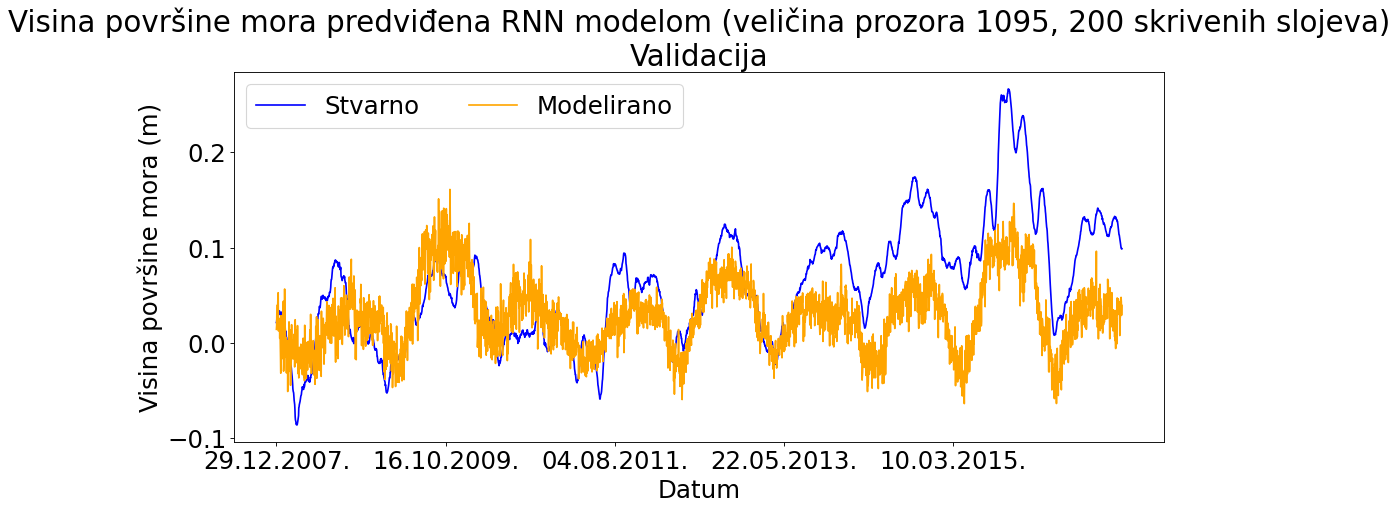 Visina površine mora predviđena RNN modelom (veličina prozora 1095, 200 skrivenih slojeva)
Validacija
Stvarno
Modelirano
Visina površine mora (m)
0.2
0.1
0.0
−0.1
29.12.2007.
16.10.2009.
04.08.2011.
22.05.2013.
10.03.2015.
Datum